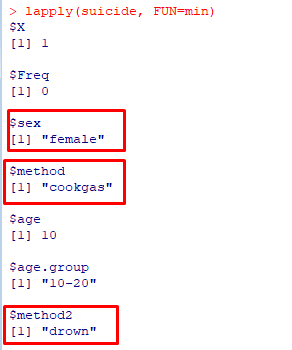 > lapply(suicide, FUN=min)
$X
[1] 1
$Freq
[1] 0
$sex
[1] "female"
$method
[1] "cookgas"
$age
[1] 10
$age.group
[1] "10-20"
$method2
[1] "drown"